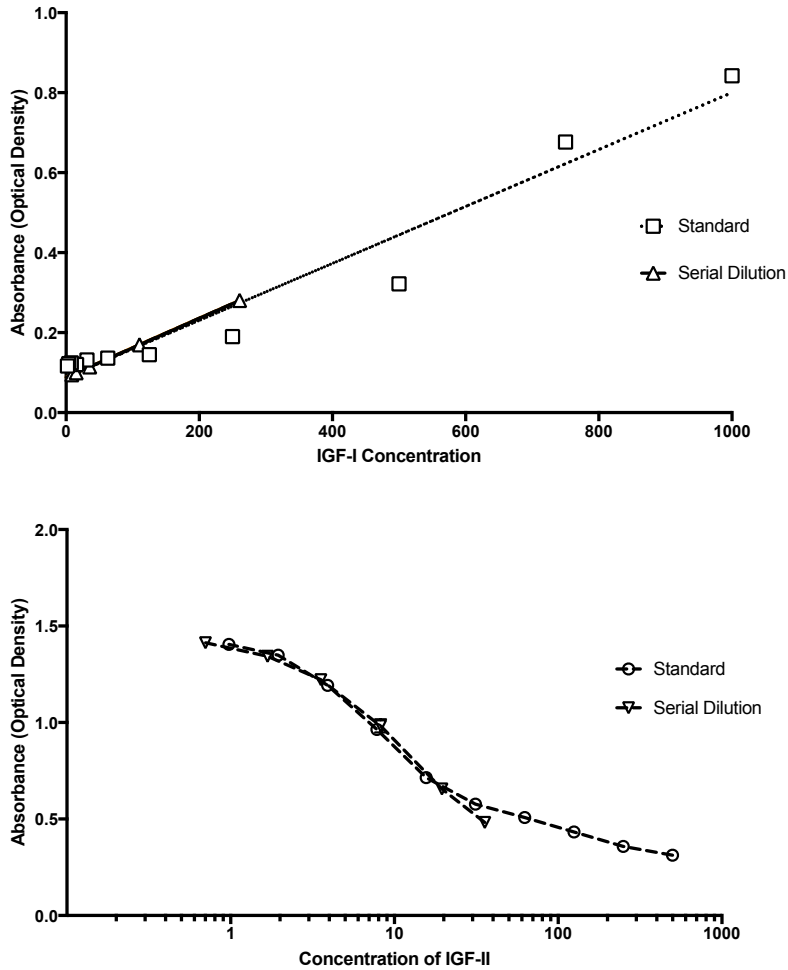 1.0
0.8
0.6
0.4
0.2
0.0
Absorbance (Optical Density)
0 200 400 600 800 1000
IGF-I Concentration
Standard
Serial Dilution
2.0
1.5
1.0
0.5
0.0
Absorbance (Optical Density)
1 10 100 1000
Concentration of IGF-II
Standard
Serial Dilution